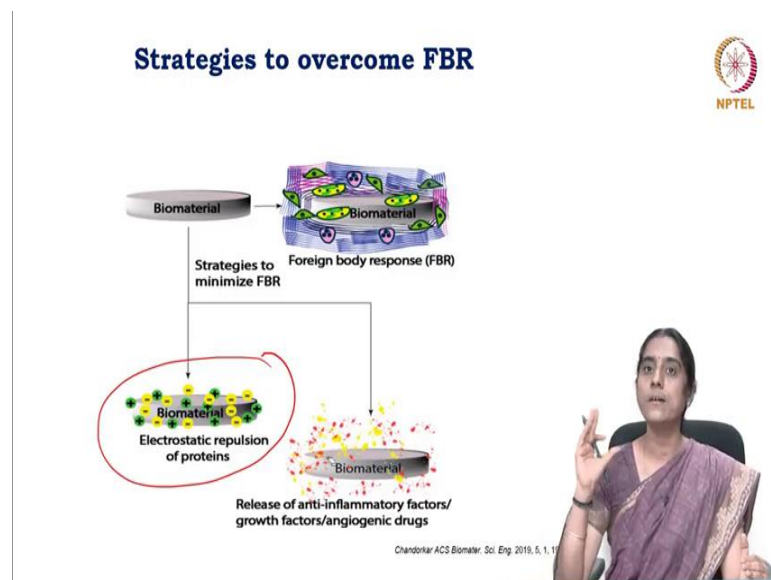 Strategies to overcome FBR
NPTEL
Biomaterial
Biomaterial
Foreign body response (FBR)
Strategies to
minimize FBR
Biomaterial
Electrostatic repulsion
of proteins
Biomaterial
Release of anti-inflammatory factors/
growth factors/angiogenic drugs
Chandorkar ACS Biomater. Sci. Eng. 2019, 5, 1,